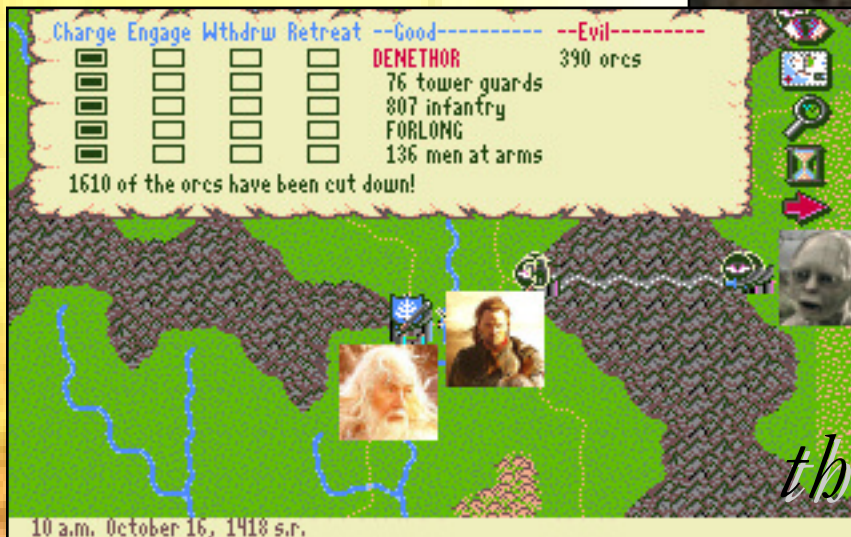 Charge Engage Wthdrw Retreat --Good---------- --Evil---------
DENETHOR 390 orcs
76 tower guards
807 infantry
FORLONG
136 men at arms
1610 of the orcs have been cut down!
th
10 a.m. October 16, 1418 s.r.